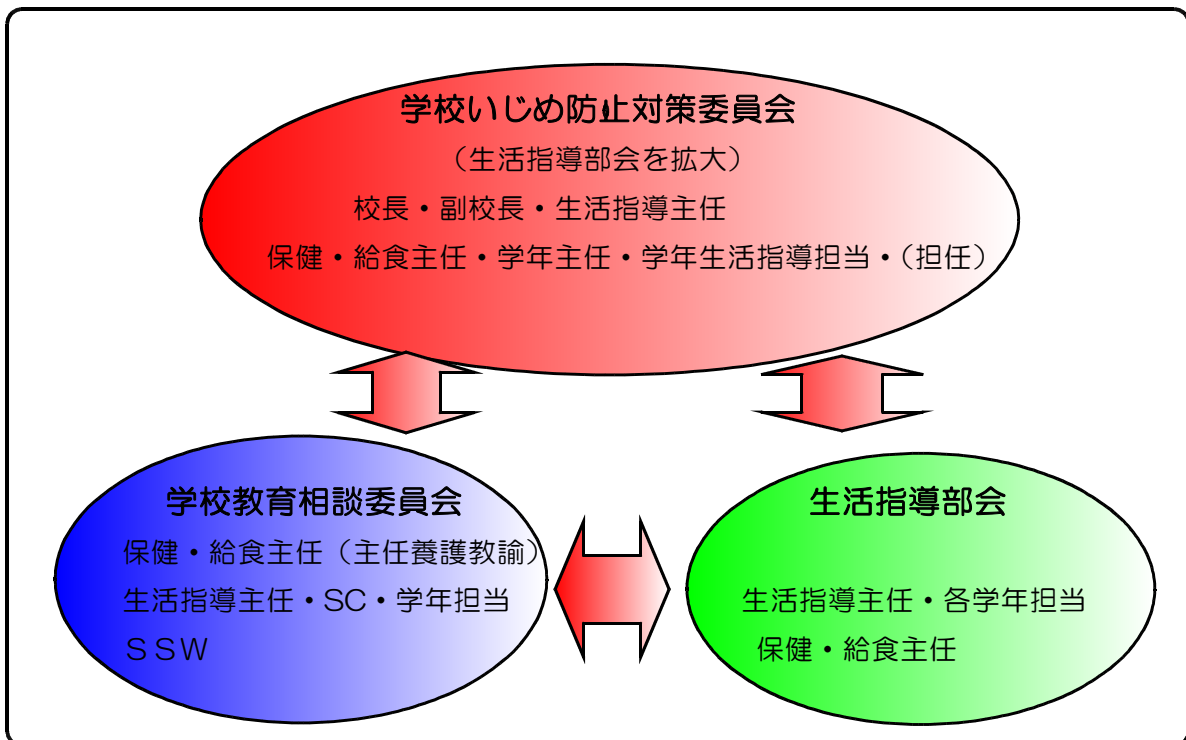 学校いじめ防止対策委員会
（生活指導部会を拡大）
校長・副校長・生活指導主任
保健・給食主任・学年主任・学年生活指導担当・（担任）
学校教育相談委員会
保健・給食主任（主任養護教諭）
生活指導主任・SC・学年担当
ＳＳＷ
生活指導部会
生活指導主任・各学年担当
保健・給食主任